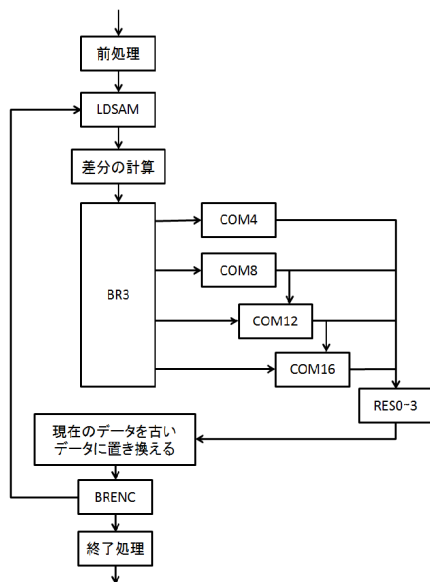 前処理
LDSAM
差分の計算
BR3
COM4
COM8
COM12
COM16
RES0-3
現在のデータを古い
データに置き換える
BRENC
終了処理